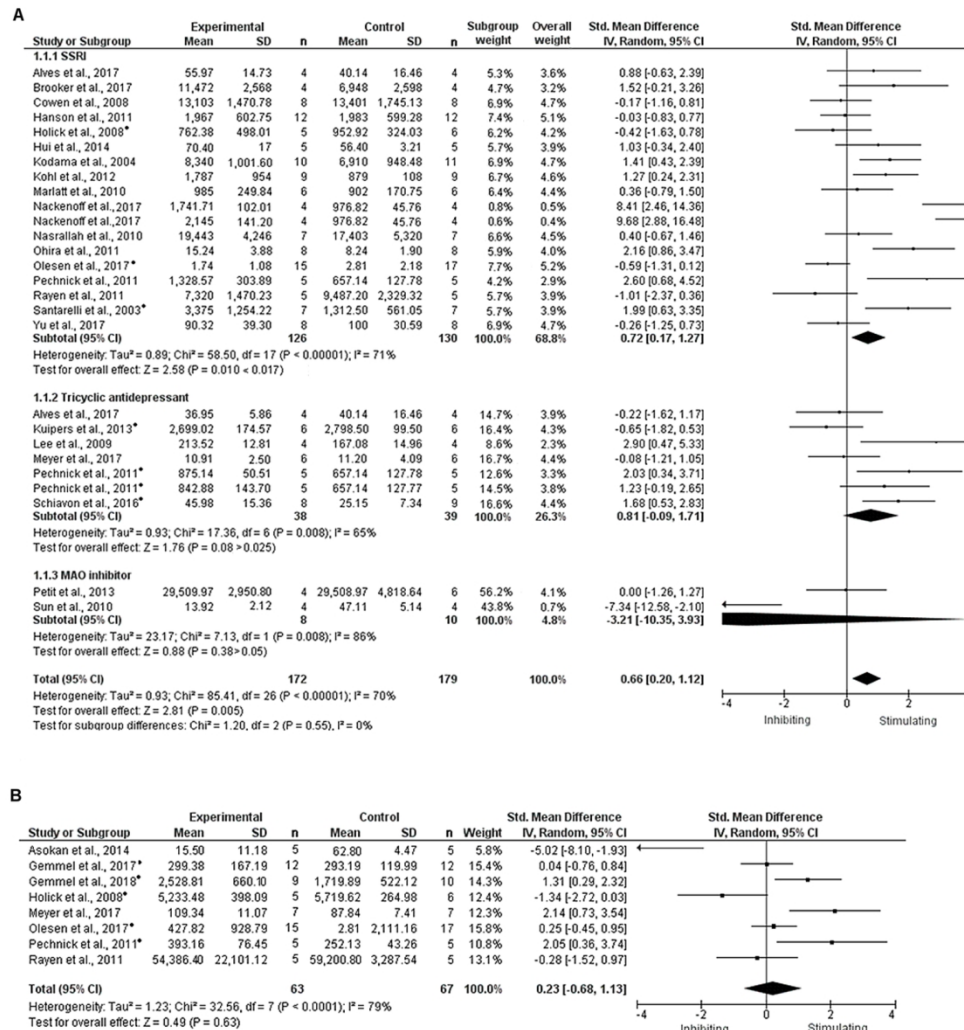 A
Experimental Control Subgroup Overall Std. Mean Difference Std. Mean Difference
Study or Subgroup Mean SD n Mean SD n weight weight IV, Random, 95% CI IV, Random, 95% CI
1.1.1 SSRI
Alves et al., 2017 55.97 14.73 4 40.14 16.46 4 5.3% 3.6% 0.88 [-0.63, 2.39]
Brooker et al., 2017 11,472 2,568 4 6,948 2,598 4 4.7% 3.3% 1.52 [-0.21, 3.26]
Cowen et al., 2008 13,103 1,470.78 8 13,401 1,745.13 8 6.9% 4.7% -0.17 [-1.16, 0.81]
Hanson et al., 2011 1,967 602.75 12 1,983 599.28 12 7.4% 5.1% -0.03 [-0.83, 0.77]
Holick et al., 2008♦ 762.38 498.01 5 952.92 324.03 6 6.2% 4.2% -0.42 [-1.63, 0.78]
Hui et al., 2014 70.40 17 5 56.40 3.21 5 5.7% 3.9% 1.03 [-0.34, 2.40]
Kodama et al., 2004 8,340 1,001.60 10 6,910 948.48 11 6.9% 4.7% 1.41 [0.43, 2.39]
Kohl et al., 2012 1,787 954 9 879 108 9 6.8% 4.6% 1.27 [0.24, 2.31]
Marlatt et al., 2010 985 249.84 6 902 170.75 6 6.4% 4.4% 0.36 [-0.79, 1.50]
Nackenoff et al., 2017 1,741.71 102.01 4 976.82 45.76 4 0.8% 0.6% 8.41 [2.46, 14.36]
Nackenoff et al., 2017 2,145 141.20 4 976.82 45.76 4 0.6% 0.4% 9.68 [2.88, 16.48]
Nasrallah et al., 2010 19,443 4,246 7 17,403 5,320 7 6.6% 4.5% 0.40 [-0.67, 1.46]
Ohira et al., 2011 15.24 3.88 8 8.24 1.90 8 5.9% 4.1% 2.16 [0.86, 3.47]
Olesen et al., 2017♦ 1.74 1.08 15 2.81 2.18 17 7.7% 5.2% -0.59 [-1.31, 0.12]
Pechnick et al., 2011 1,328.57 303.89 5 657.14 127.78 5 4.2% 2.9% 2.60 [0.68, 4.52]
Rayen et al., 2011 7,320 1,470.23 5 9,487.20 2,329.32 5 5.7% 3.9% -1.01 [-2.37, 0.36]
Santarelli et al., 2003♦ 3,375 1,254.22 7 1,312.50 561.05 7 5.7% 3.9% 1.99 [0.63, 3.35]
Yu et al., 2017 90.32 39.30 8 100 30.59 8 6.9% 4.7% -0.26 [-1.25, 0.73]
Subtotal (95% CI) 126 130 100.0% 68.8% 0.72 [0.17, 1.27]
Heterogeneity: Tau² = 0.89; Chi² = 58.50, df = 17 (P < 0.00001); I² = 71%
Test for overall effect: Z = 2.58 (P = 0.010 < 0.017)
1.1.2 Tricyclic antidepressant
Alves et al., 2017 36.95 5.86 4 40.14 16.46 4 14.7% 3.9% -0.22 [-1.62, 1.17]
Kuipers et al., 2013♦ 2,699.02 174.57 6 2,798.50 99.50 6 16.4% 4.3% -0.65 [-1.82, 0.53]
Lee et al., 2009 213.52 12.81 4 167.08 14.96 4 8.6% 2.3% 2.90 [0.47, 5.33]
Meyer et al., 2017 10.91 2.50 6 11.20 4.09 6 16.7% 4.4% -0.08 [-1.21, 1.05]
Pechnick et al., 2011♦ 875.14 50.51 5 657.14 127.78 5 12.6% 3.3% 2.03 [0.34, 3.71]
Pechnick et al., 2011♦ 842.88 143.70 5 657.14 127.77 5 14.5% 3.8% 1.23 [-0.19, 2.65]
Schiavon et al., 2016♦ 45.98 15.36 8 25.15 7.34 9 16.6% 4.4% 1.68 [0.53, 2.83]
Subtotal (95% CI) 38 39 100.0% 26.3% 0.81 [-0.09, 1.71]
Heterogeneity: Tau² = 0.93; Chi² = 17.36, df = 6 (P = 0.008); I² = 65%
Test for overall effect: Z = 1.76 (P = 0.08 >0.025)
1.1.3 MAO inhibitor
Petit et al., 2013 29,509.97 2,950.80 4 29,508.97 4,818.64 6 56.2% 4.1% 0.00 [-1.26, 1.27]
Sun et al., 2010 13.92 2.12 4 47.11 5.14 4 43.8% 0.7% -7.34 [-12.58, -2.10]
Subtotal (95% CI) 8 10 100.0% 4.8% -3.21 [-10.35, 3.93]
Heterogeneity: Tau² = 23.17; Chi² = 7.13, df = 1 (P = 0.008); I² = 86%
Test for overall effect: Z = 0.88 (P = 0.38>0.05)
Total (95% CI) 172 179 100.0% 0.66 [0.20, 1.12]
Heterogeneity: Tau² = 0.93; Chi² = 85.41, df = 26 (P < 0.00001); I² = 70%
Test for overall effect: Z = 2.81 (P = 0.005)
Test for subgroup differences: Chi² = 1.20, df = 2 (P = 0.55), I² = 0%
-4 -2 0 2
Inhibiting Stimulating
B
Experimental Control Std. Mean Difference Std. Mean Difference
Study or Subgroup Mean SD n Mean SD n Weight IV, Random, 95% CI IV, Random, 95% CI
Asokan et al., 2014 15.50 11.18 5 62.80 4.47 5 5.8% -5.02 [-8.10, -1.93]
Gemmel et al., 2017♦ 299.38 167.19 12 293.19 119.99 12 15.4% 0.04 [-0.76, 0.84]
Gemmel et al., 2018♦ 2,528.81 660.10 9 1,719.89 522.12 10 14.3% 1.31 [0.29, 2.32]
Holick et al., 2008♦ 5,233.48 398.09 5 5,719.62 264.98 6 12.4% -1.34 [-2.72, 0.03]
Meyer et al., 2017 109.34 11.07 7 87.84 7.41 7 12.3% 2.14 [0.73, 3.54]
Olesen et al., 2017♦ 427.82 928.79 15 2.81 2,111.16 17 15.9% 0.25 [-0.45, 0.95]
Pechnick et al., 2011♦ 393.16 76.45 5 252.13 43.26 5 10.8% 2.05 [0.36, 3.74]
Rayen et al., 2011 54,386.40 22,101.12 5 59,200.80 3,287.54 5 13.1% -0.28 [-1.52, 0.97]
Total (95% CI) 63 67 100.0% 0.23 [-0.68, 1.13]
Heterogeneity: Tau² = 1.23; Chi² = 32.56, df = 7 (P < 0.0001); I² = 79%
Test for overall effect: Z = 0.49 (P = 0.63)
-4 -2 0 2 4
Inhibiting Stimulating